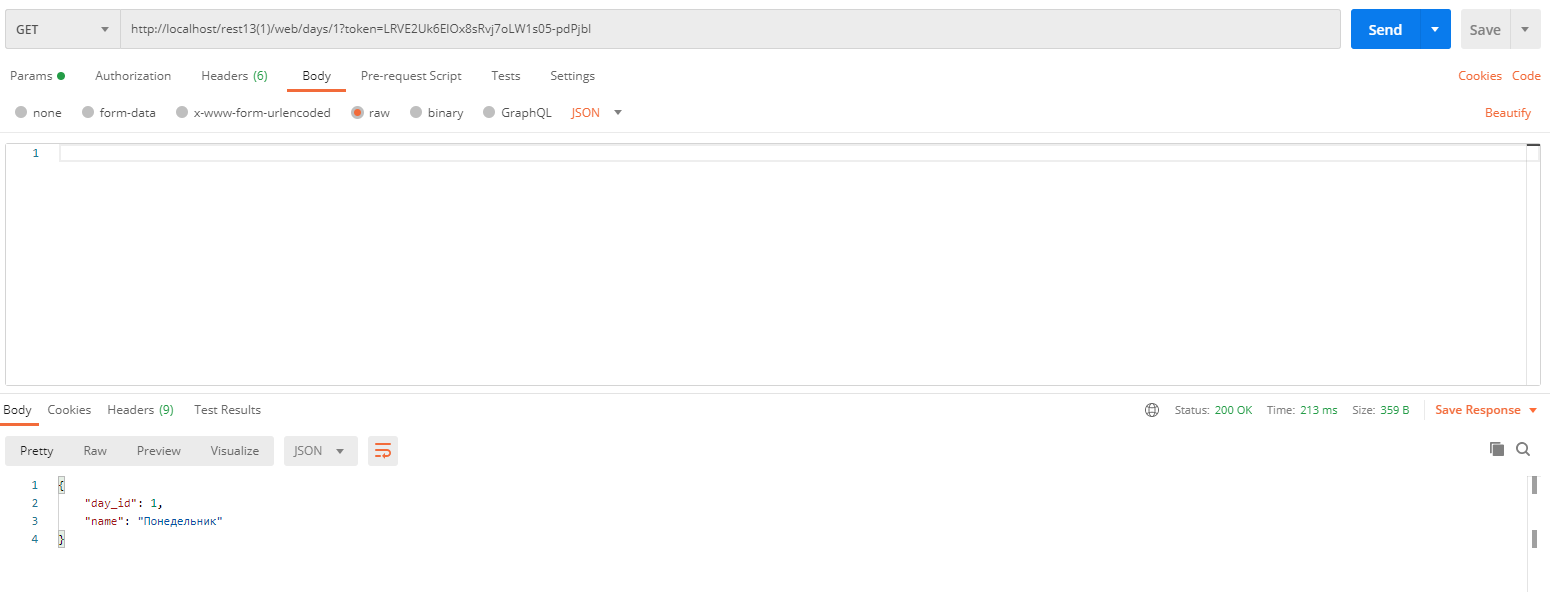 GET http://localhost/rest13(1)/web/days/1?token=LRVE2Uk6ElOx8sRvj7oLW1s05-pdPjbl Send Save
Params Authorization Headers (6) Body Pre-request Script Tests Settings Cookies Code
none form-data x-www-form-urlencoded raw binary GraphQL JSON Beautify
1
Body Cookies Headers (9) Test Results Status: 200 OK Time: 213 ms Size: 359 B Save Response
Pretty Raw Preview Visualize JSON
1 {
2 "day_id": 1,
3 "name": "Понедельник"
4 }